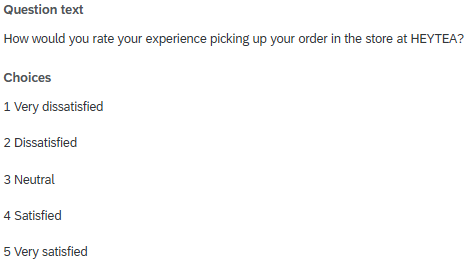 Question text
How would you rate your experience picking up your order in the store at HEYTEA?
Choices
1 Very dissatisfied
2 Dissatisfied
3 Neutral
4 Satisfied
5 Very satisfied